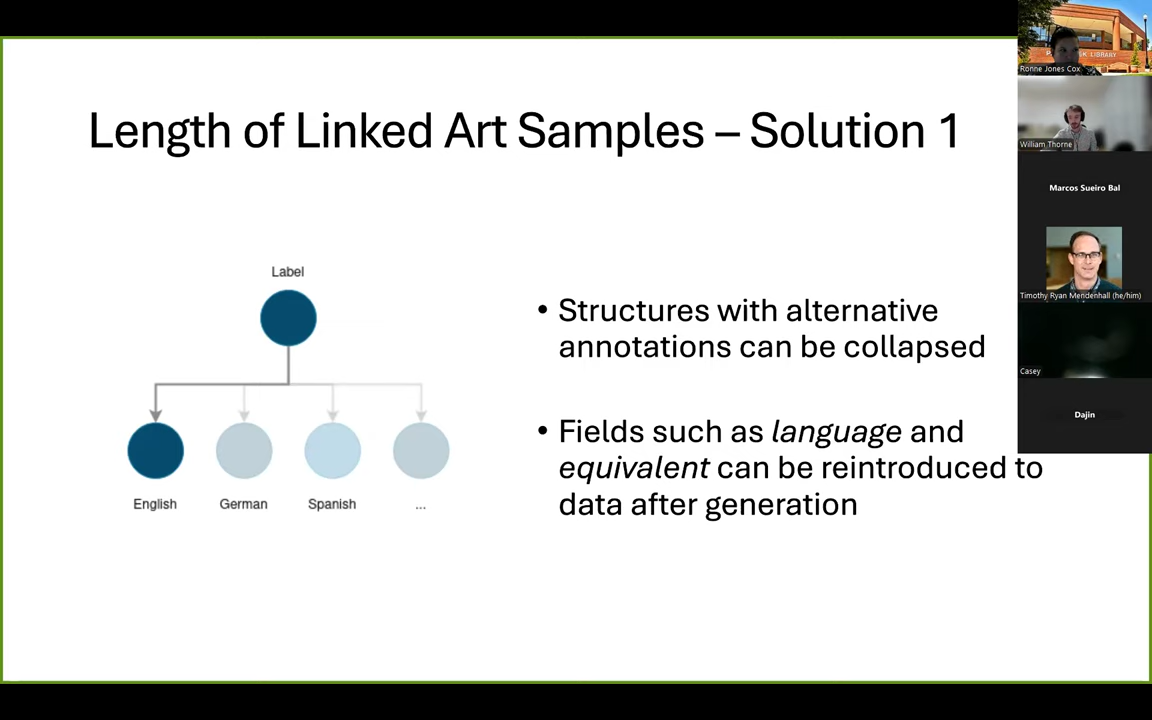 Length of Linked Art Samples – Solution 1
Label
English
German
Spanish
...
• Structures with alternative
annotations can be collapsed
• Fields such as language and
equivalent can be reintroduced to
data after generation
LIBRARY
Ronne Jones Cox
William Thorne
Marcos Sueiro Bal
Timothy Ryan Mendenhall (he/him)
Casey
Dajin